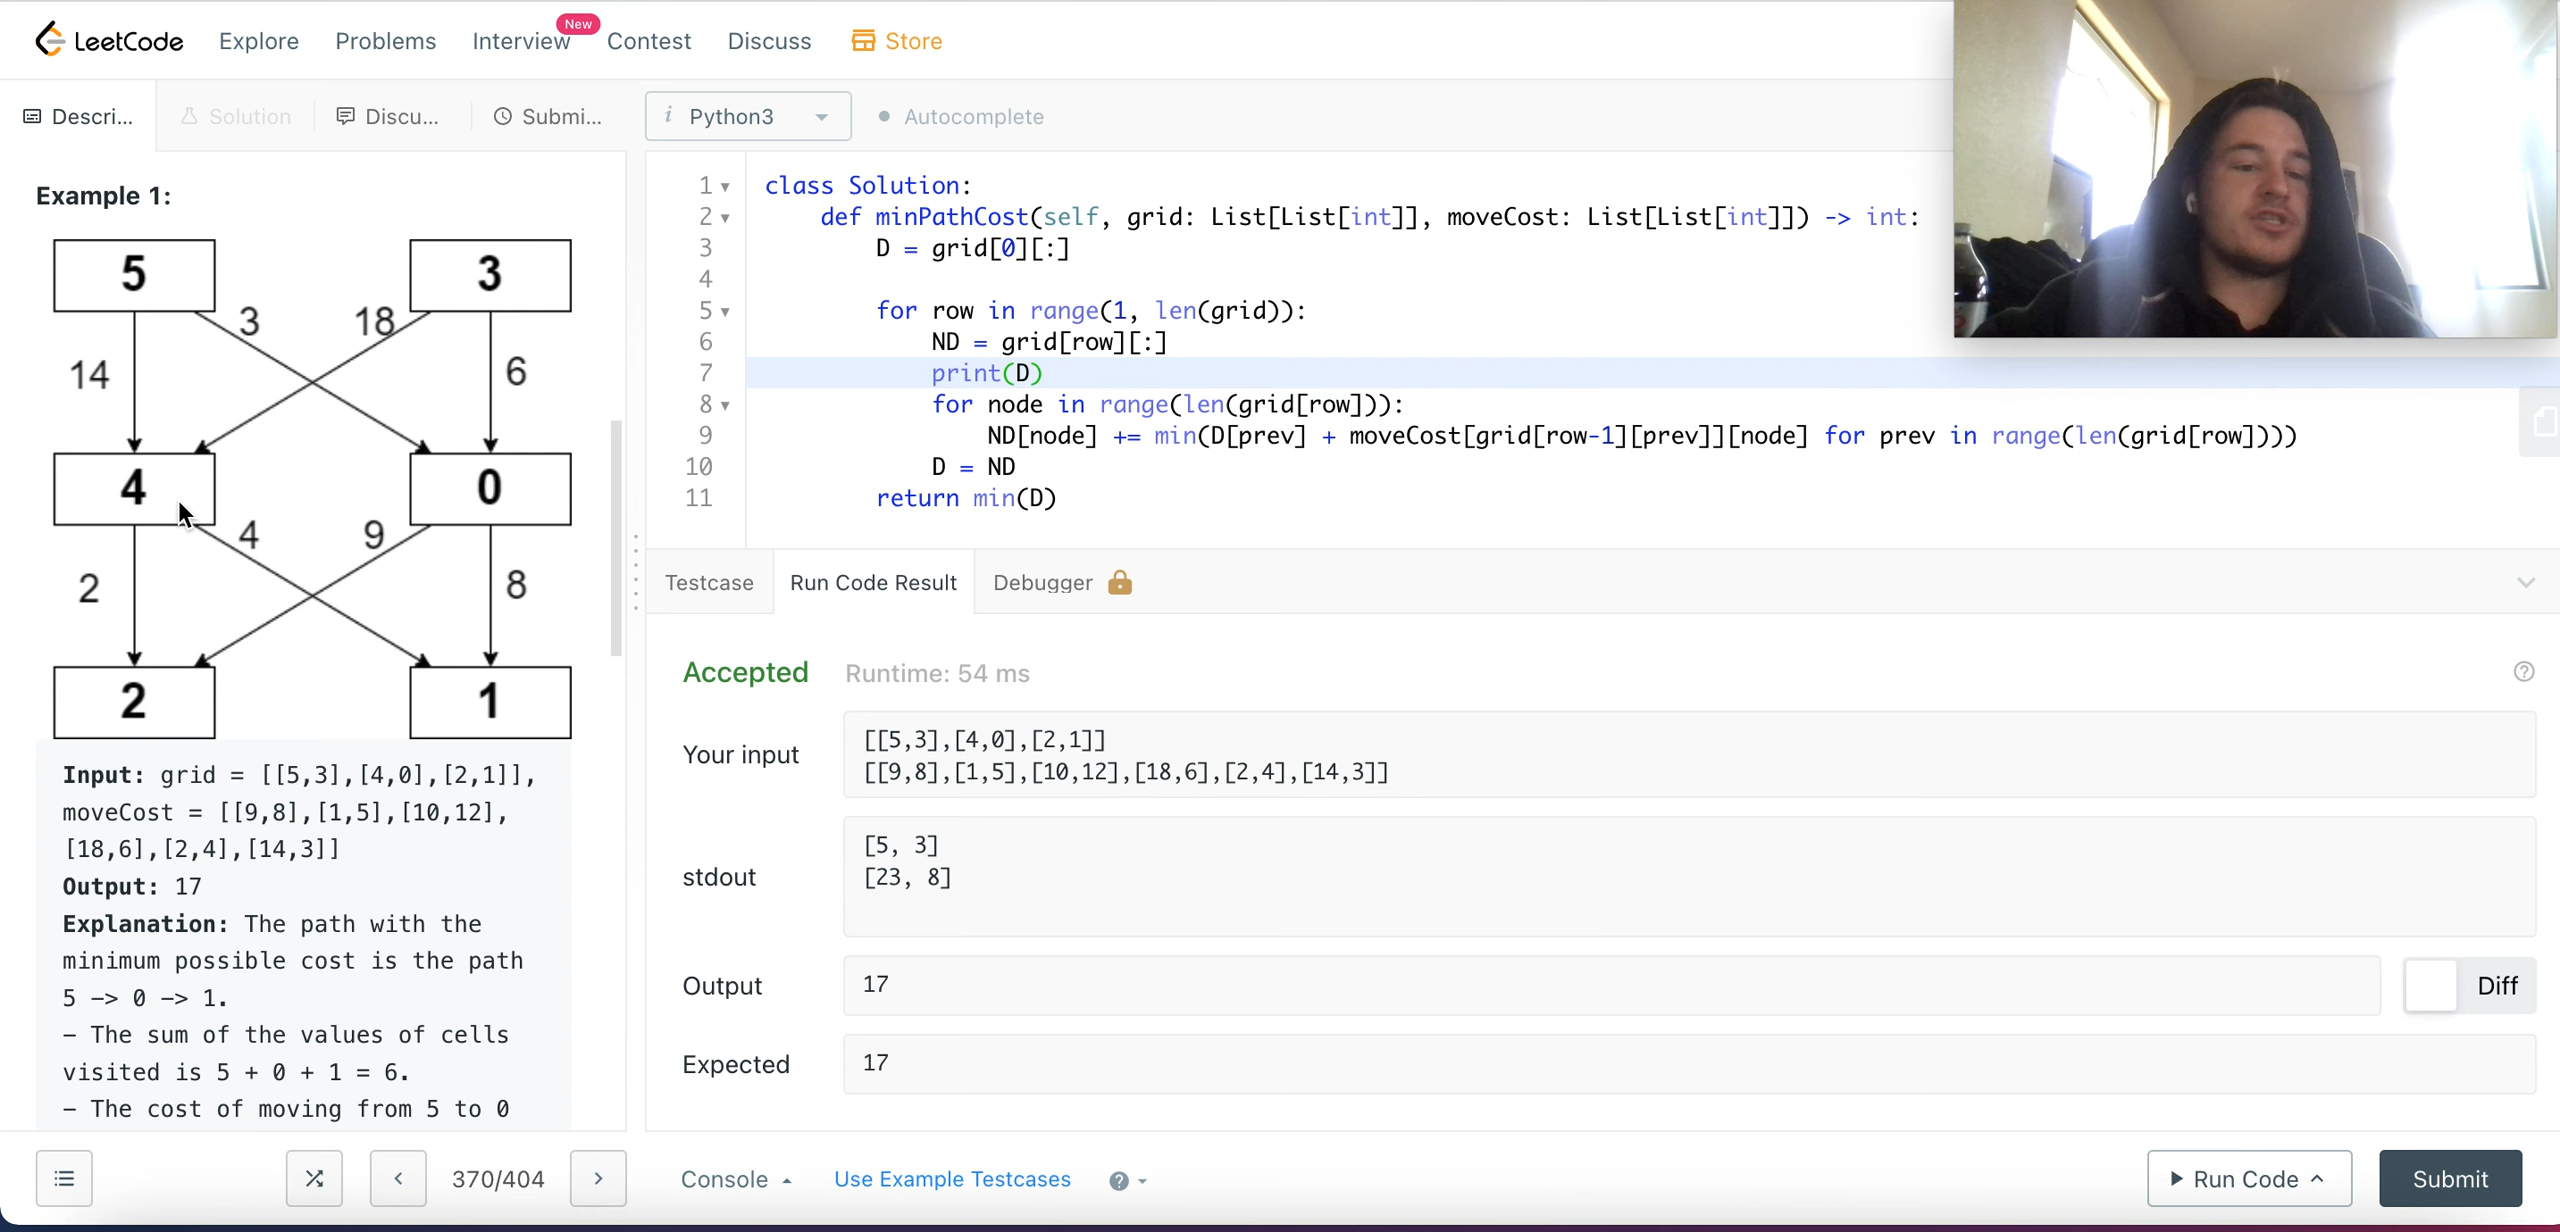 LeetCode Explore Problems Interview New Contest Discuss Store
Descri... Solution Discu... Submi...
i Python3 Autocomplete
Example 1:
5 3
3 18
14 6
4 0
4 9
2 8
2 1
Input: grid = [[5,3],[4,0],[2,1]],
moveCost = [[9,8],[1,5],[10,12],
[18,6],[2,4],[14,3]]
Output: 17
Explanation: The path with the
minimum possible cost is the path
5 -> 0 -> 1.
- The sum of the values of cells
visited is 5 + 0 + 1 = 6.
- The cost of moving from 5 to 0
1 class Solution:
2 def minPathCost(self, grid: List[List[int]], moveCost: List[List[int]]) -> int:
3 D = grid[0][:]
4
5 for row in range(1, len(grid)):
6 ND = grid[row][:]
7 print(D)
8 for node in range(len(grid[row])):
9 ND[node] += min(D[prev] + moveCost[grid[row-1][prev]][node] for prev in range(len(grid[row])))
10 D = ND
11 return min(D)
Testcase Run Code Result Debugger
Accepted Runtime: 54 ms
Your input
[[5,3],[4,0],[2,1]]
[[9,8],[1,5],[10,12],[18,6],[2,4],[14,3]]
stdout
[5, 3]
[23, 8]
Output 17 Diff
Expected 17
370/404 Console Use Example Testcases Run Code Submit